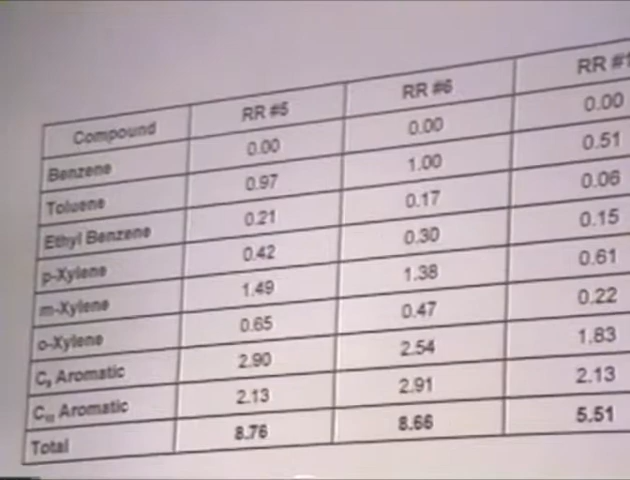 Compound RR #5 RR #6 RR #1
Benzene 0.00 0.00 0.00
Toluene 0.97 1.00 0.51
Ethyl Benzene 0.21 0.17 0.06
p-Xylene 0.42 0.30 0.15
m-Xylene 1.49 1.38 0.61
o-Xylene 0.65 0.47 0.22
C₉ Aromatic 2.90 2.54 1.83
C₁₀ Aromatic 2.13 2.91 2.13
Total 8.76 8.66 5.51